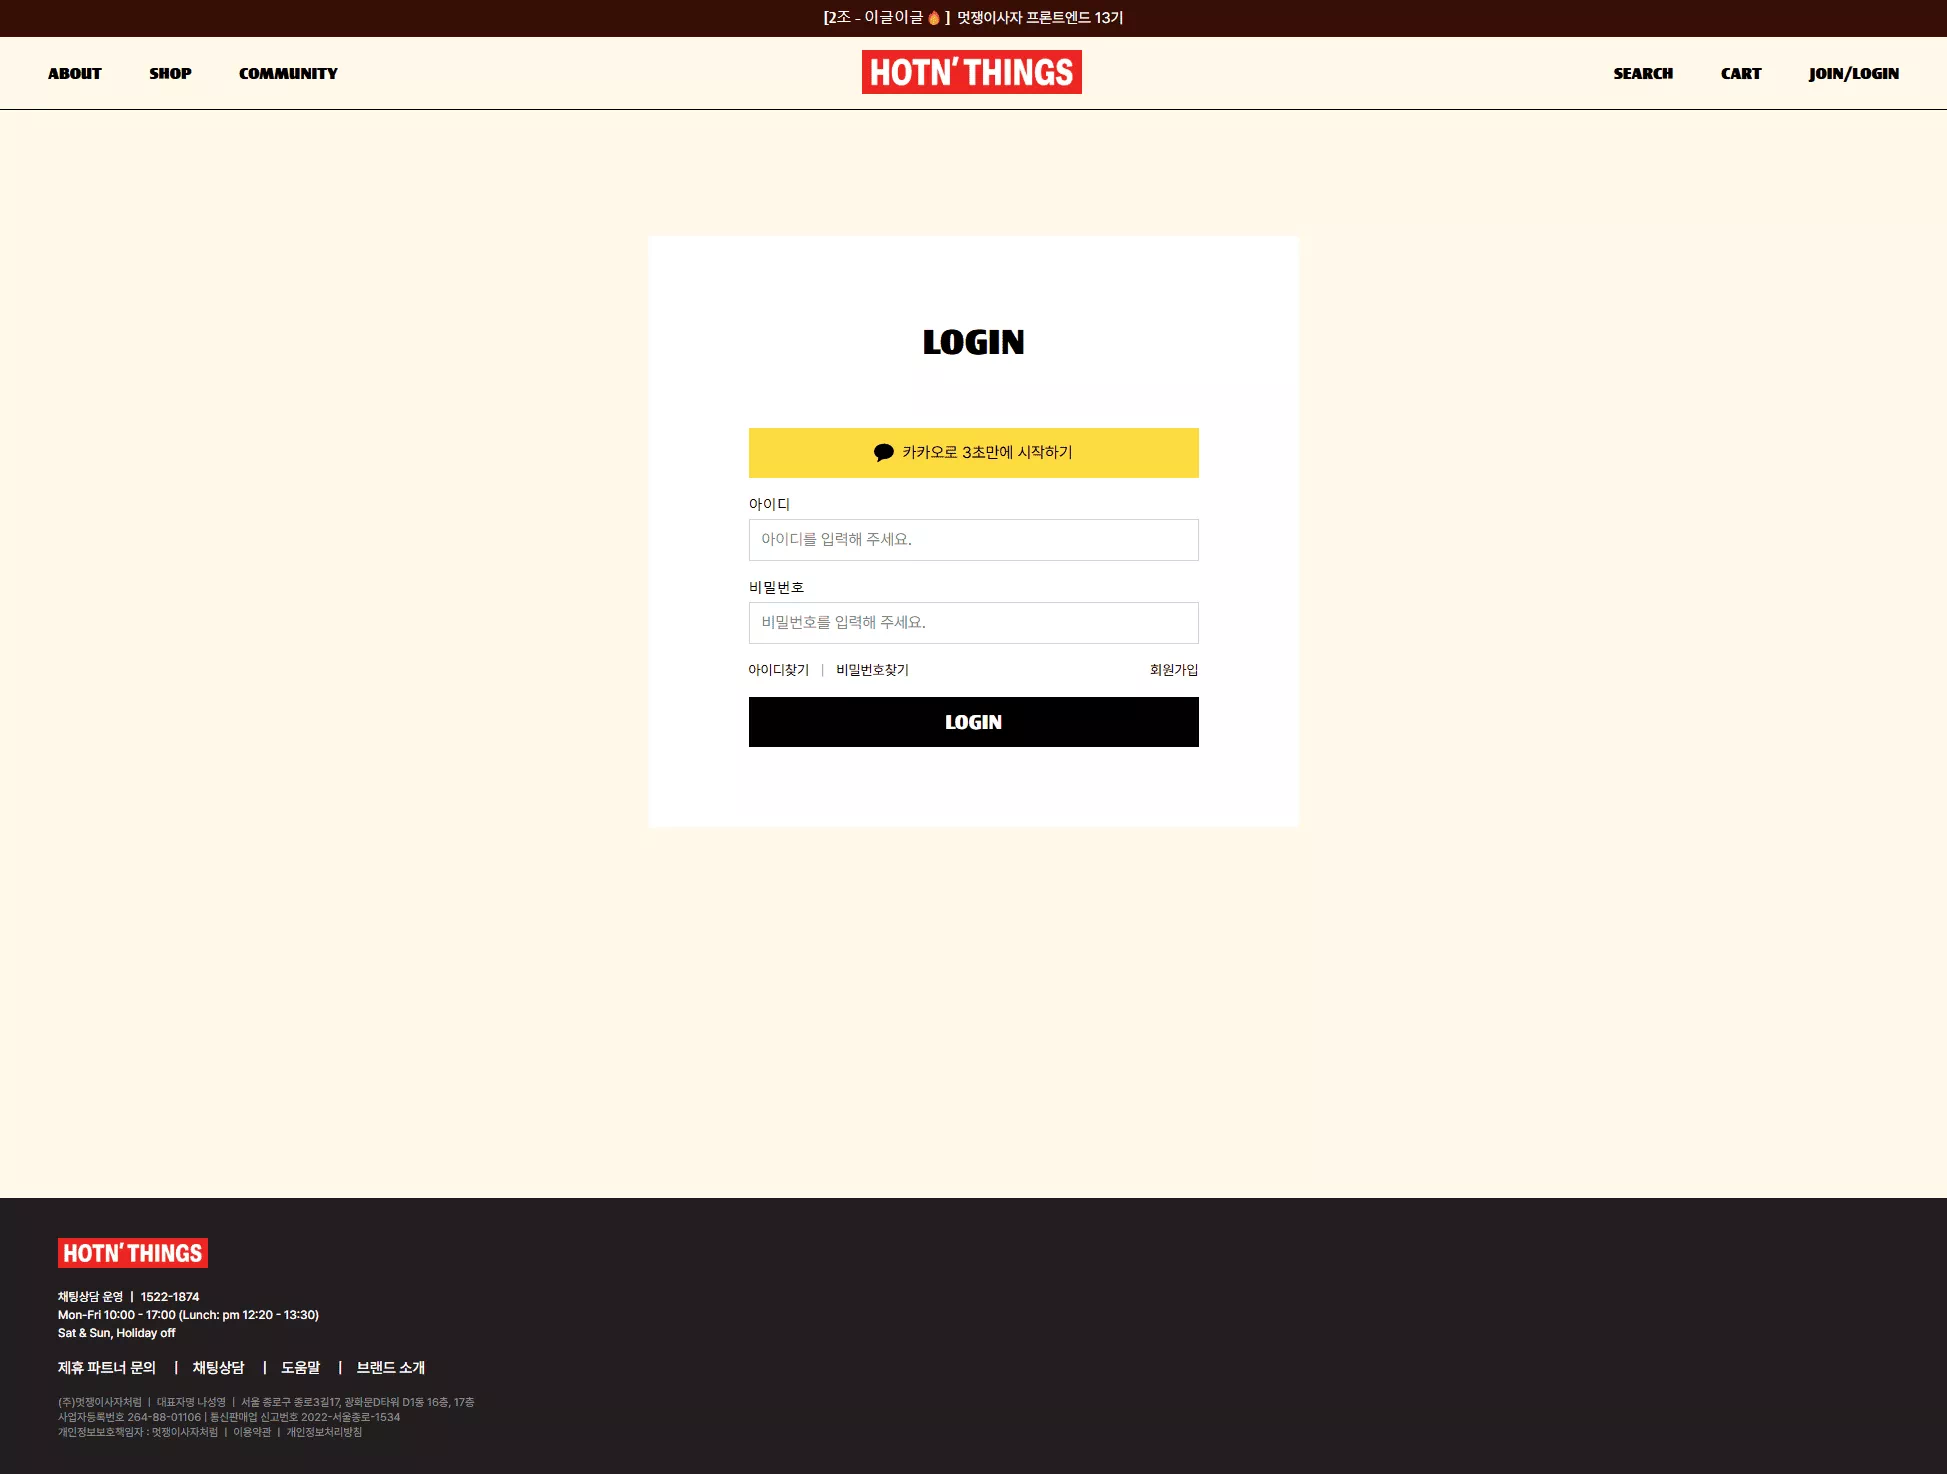 [2조 - 이글이글🔥] 멋쟁이사자 프론트엔드 13기
ABOUT SHOP COMMUNITY HOTN' THINGS SEARCH CART JOIN/LOGIN
LOGIN
카카오로 3초만에 시작하기
아이디
아이디를 입력해 주세요.
비밀번호
비밀번호를 입력해 주세요.
아이디찾기 | 비밀번호찾기 회원가입
LOGIN
HOTN' THINGS
채팅상담 운영 | 1522-1874
Mon-Fri 10:00 - 17:00 (Lunch: pm 12:20 - 13:30)
Sat & Sun, Holiday off
제휴 파트너 문의 | 채팅상담 | 도움말 | 브랜드 소개
(주)멋쟁이사자처럼 | 대표자명 나성영 | 서울 종로구 종로3길17, 광화문D타워 D1동 16층, 17층
사업자등록번호 264-88-01106 | 통신판매업 신고번호 2022-서울종로-1534
개인정보보호책임자 : 멋쟁이사자처럼 | 이용약관 | 개인정보처리방침